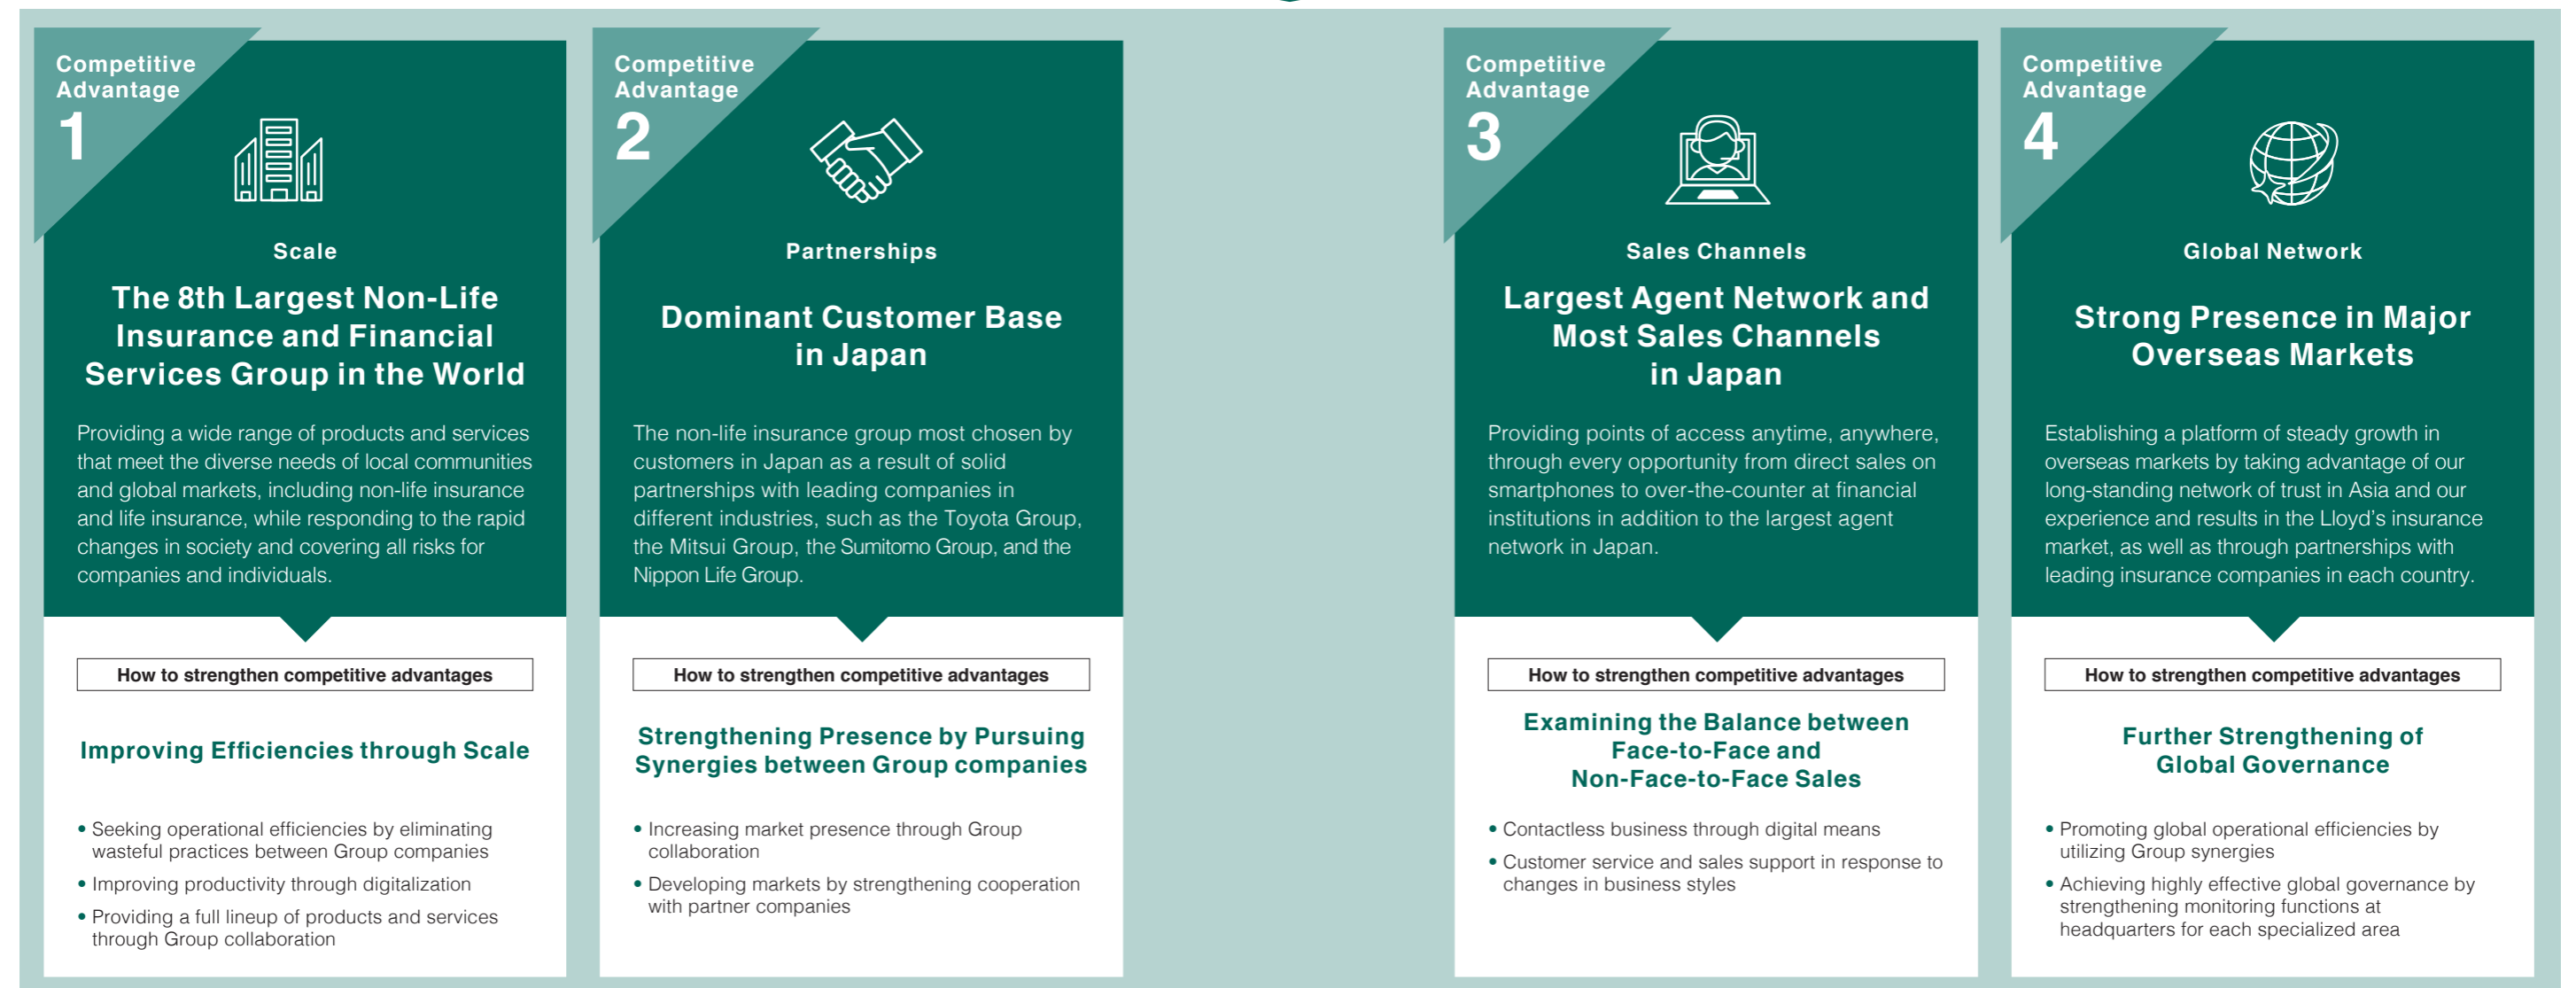 Competitive
Advantage
1
Scale
The 8th Largest Non-Life
Insurance and Financial
Services Group in the World
Providing a wide range of products and services
that meet the diverse needs of local communities
and global markets, including non-life insurance
and life insurance, while responding to the rapid
changes in society and covering all risks for
companies and individuals.
How to strengthen competitive advantages
Improving Efficiencies through Scale
• Seeking operational efficiencies by eliminating
wasteful practices between Group companies
• Improving productivity through digitalization
• Providing a full lineup of products and services
through Group collaboration
Competitive
Advantage
2
Partnerships
Dominant Customer Base
in Japan
The non-life insurance group most chosen by
customers in Japan as a result of solid
partnerships with leading companies in
different industries, such as the Toyota Group,
the Mitsui Group, the Sumitomo Group, and the
Nippon Life Group.
How to strengthen competitive advantages
Strengthening Presence by Pursuing
Synergies between Group companies
• Increasing market presence through Group
collaboration
• Developing markets by strengthening cooperation
with partner companies
Competitive
Advantage
3
Sales Channels
Largest Agent Network and
Most Sales Channels
in Japan
Providing points of access anytime, anywhere,
through every opportunity from direct sales on
smartphones to over-the-counter at financial
institutions in addition to the largest agent
network in Japan.
How to strengthen competitive advantages
Examining the Balance between
Face-to-Face and
Non-Face-to-Face Sales
• Contactless business through digital means
• Customer service and sales support in response to
changes in business styles
Competitive
Advantage
4
Global Network
Strong Presence in Major
Overseas Markets
Establishing a platform of steady growth in
overseas markets by taking advantage of our
long-standing network of trust in Asia and our
experience and results in the Lloyd's insurance
market, as well as through partnerships with
leading insurance companies in each country.
How to strengthen competitive advantages
Further Strengthening of
Global Governance
• Promoting global operational efficiencies by
utilizing Group synergies
• Achieving highly effective global governance by
strengthening monitoring functions at
headquarters for each specialized area